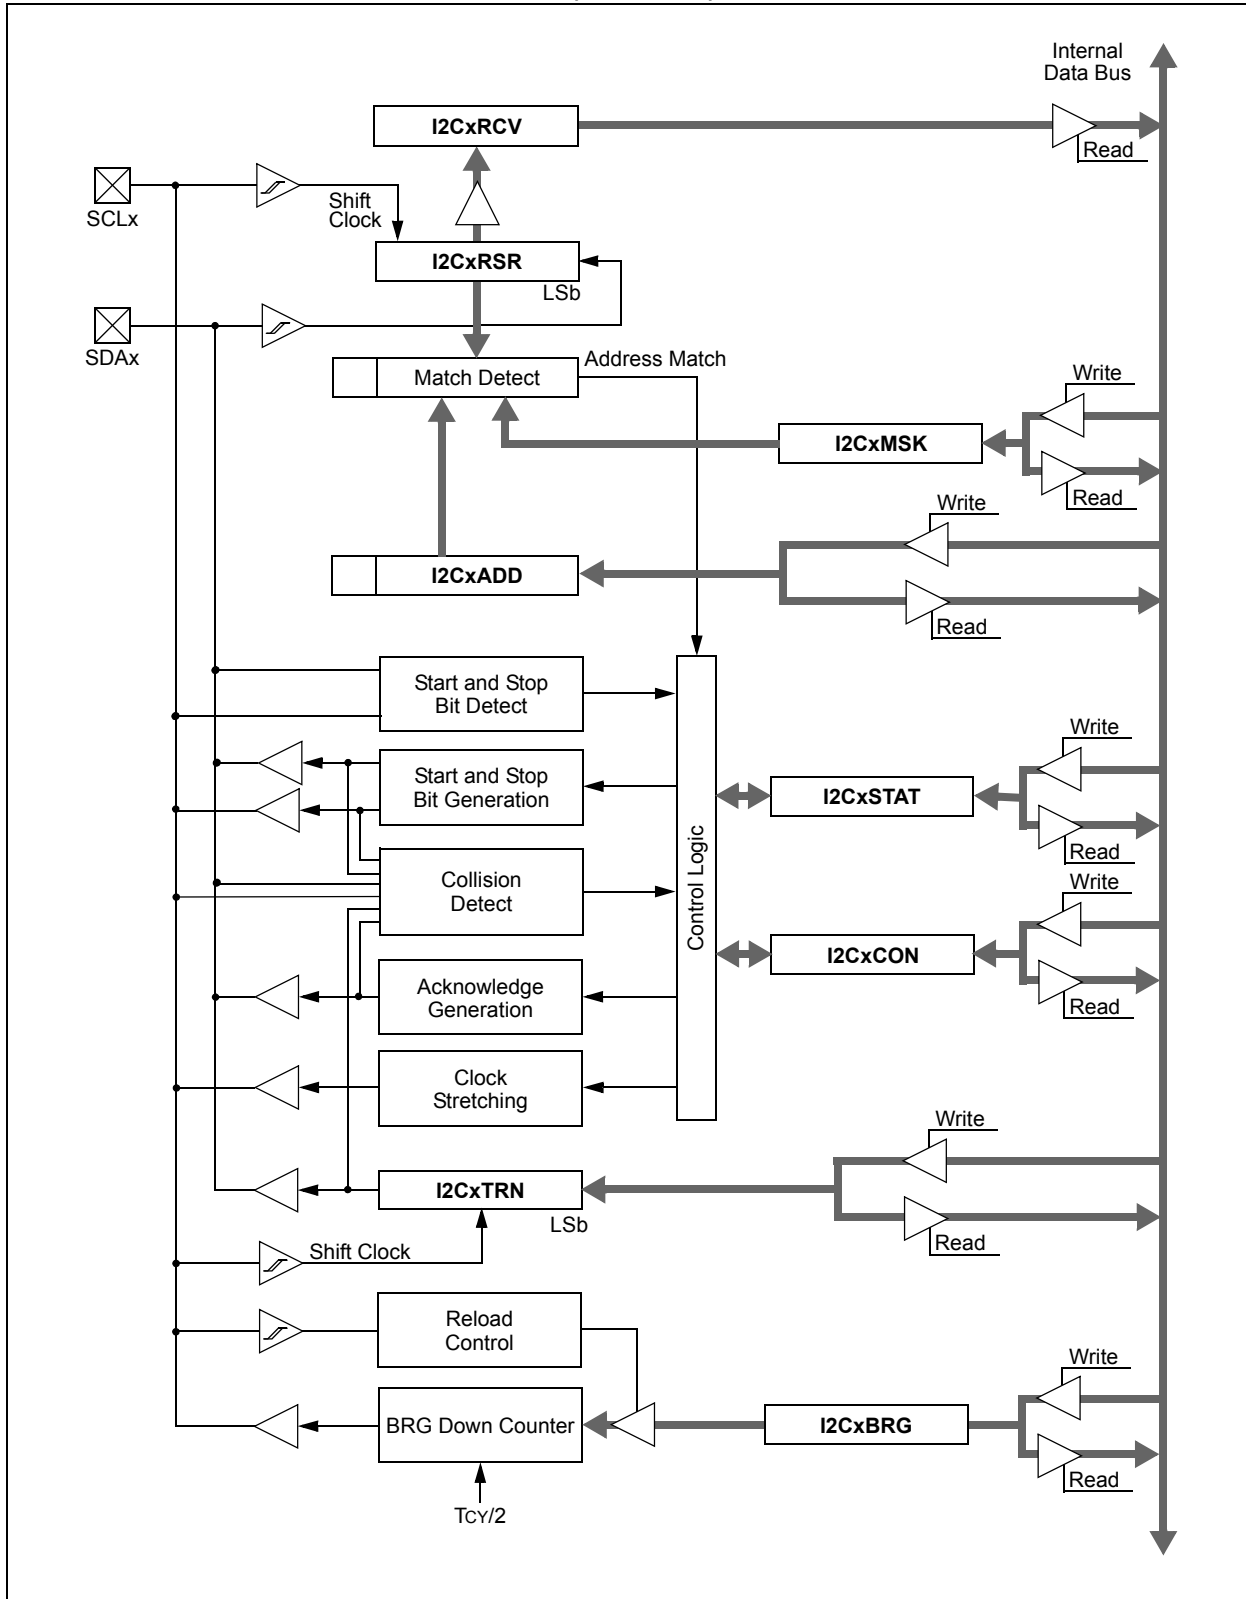 Internal
Data Bus
I2CxRCV
Read
SCLx
Shift
Clock
I2CxRSR
LSb
SDAx
Address Match
Match Detect
Write
I2CxMSK
Read
Write
I2CxADD
Read
Start and Stop
Bit Detect
Write
Start and Stop
Bit Generation
I2CxSTAT
Read
Control Logic
Collision
Detect
Write
I2CxCON
Read
Acknowledge
Generation
Clock
Stretching
Write
I2CxTRN
LSb
Read
Shift Clock
Reload
Control
Write
BRG Down Counter
I2CxBRG
Read
TCY/2